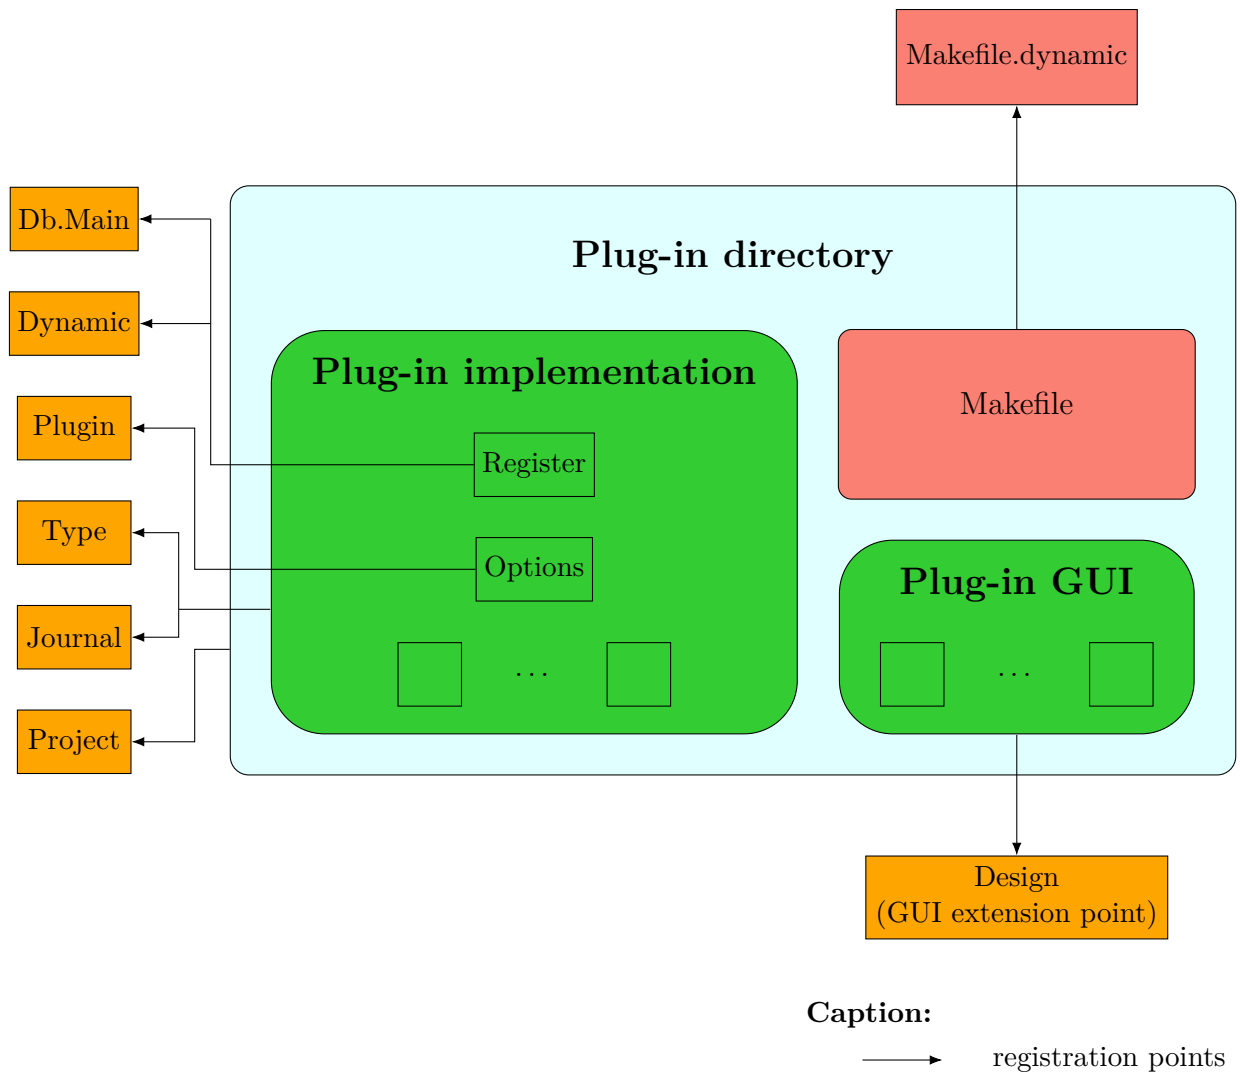 Makefile.dynamic
Db.Main
Dynamic
Plugin
Type
Journal
Project
Plug-in directory
Plug-in implementation
Register
Options
...
Makefile
Plug-in GUI
...
Design
(GUI extension point)
Caption:
registration points